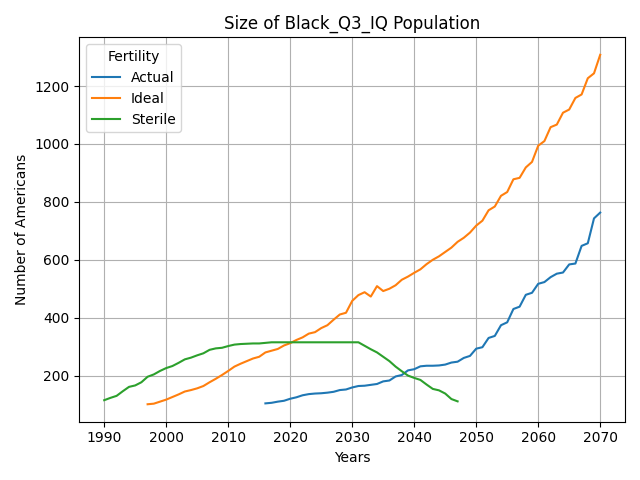 Size of Black_Q3_IQ Population
Fertility
Actual
Ideal
Sterile
Number of Americans
1200
1000
800
600
400
200
1990 2000 2010 2020 2030 2040 2050 2060 2070
Years